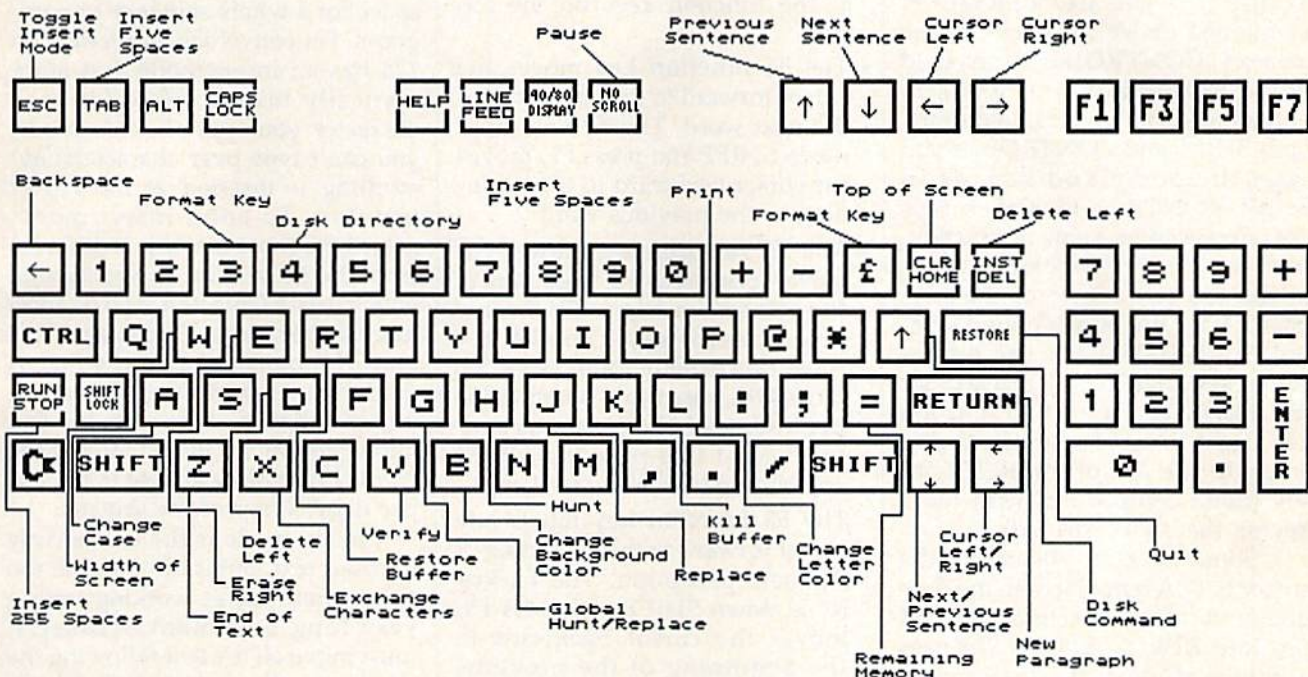 Toggle Insert
Insert Five
Mode Spaces
Pause
Previous Next Cursor Cursor
Sentence Sentence Left Right
ESC TAB ALT CAPS LOCK HELP LINE FEED 40/80 DISPLAY NO SCROLL ↑ ↓ ← → F1 F3 F5 F7
Backspace
Format Key
Disk Directory
Insert
Five Spaces
Print
Format Key
Top of Screen
Delete Left
← 1 2 3 4 5 6 7 8 9 0 + - £ CLR HOME INST DEL 7 8 9 +
CTRL Q W E R T Y U I O P @ * ↑ RESTORE 4 5 6 -
RUN STOP SHIFT LOCK A S D F G H J K L : ; = RETURN 1 2 3 ENTER
C= SHIFT Z X C V B N M , . / SHIFT ↑ ↓ ← → 0 .
Change
Case
Width of
Screen
Insert
255 Spaces
Delete
Left
Erase
Right
End of
Text
Verify
Exchange
Characters
Restore
Buffer
Hunt
Change
Background
Color
Global
Hunt/Replace
Replace
Kill
Buffer
Change
Letter
Color
Cursor
Left/
Right
Next/
Previous
Sentence
Remaining
Memory
Quit
Disk
Command
New
Paragraph